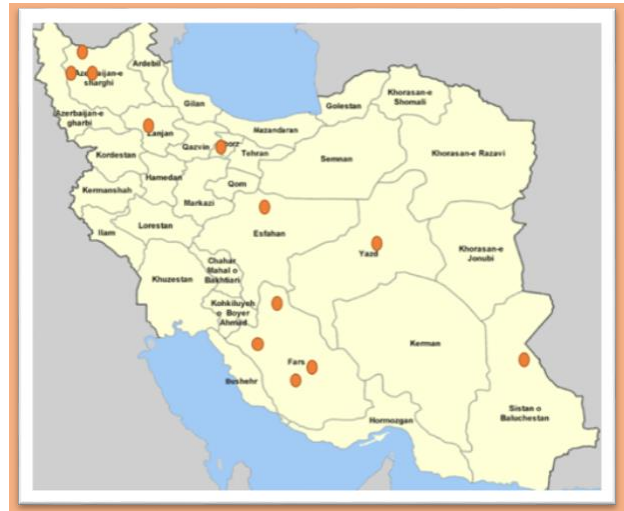 Ardebil
sharghi
Gilan
Azerbaijan-e
gharbi
Zanjan
Qazvin
Mazandaran
Golestan
Khorasan-e
Shomali
Tehran
Semnan
Khorasan-e Razavi
Kordestan
Hamedan
Qom
Kermanshah
Markazi
Ilam
Lorestan
Esfahan
Yazd
Khorasan-e
Jonubi
Khuzestan
Chahar
Mahal o
Bakhtiari
Kohkiluyeh
o Boyer
Ahmad
Kerman
Fars
Bushehr
Sistan o
Baluchestan
Hormozgan